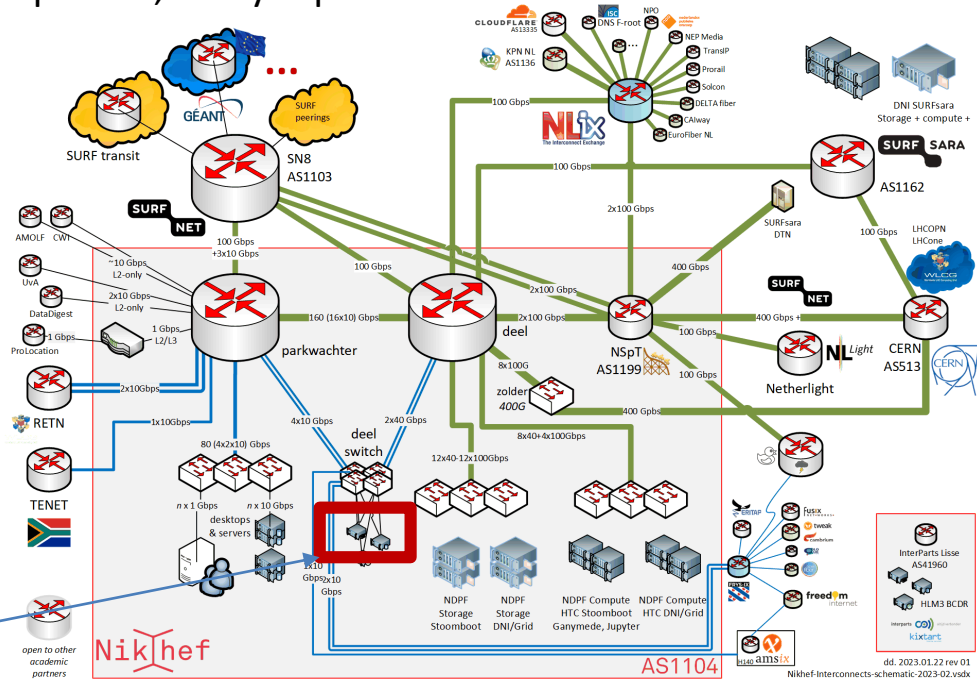 CLOUDFLARE
AS13335
ISC
DNS F-root
NPO
NEP Media
TransIP
Prorail
Solcon
DELTA fiber
CAIway
EuroFiber NL
...
KPN NL
AS1136
NLix
The Interconnect Exchange
GÉANT
SURF
peerings
SURF transit
SN8
AS1103
SURF
NET
100 Gbps
+3x10 Gbps
100 Gbps
100 Gbps
100 Gbps
2x100 Gbps
2x100 Gbps
DNI SURFsara
Storage + compute +
SURF SARA
AS1162
SURFsara
DTN
100 Gbps
LHCOPN
LHCone
WLCG
400 Gbps
SURF
NET
AMOLF
CWI
~10 Gbps
L2-only
UvA
2x10 Gbps
L2-only
DataDigest
1 Gbps
ProLocation
1 Gbps
L2/L3
parkwachter
160 (16x10) Gbps
deel
2x100 Gbps
NSpT
AS1199
400 Gbps +
CERN
AS513
CERN
100 Gbps
NL Light
Netherlight
100 Gbps
8x100G
zolder
400G
400 Gbps
RETN
2x10Gbps
1x10Gbps
TENET
80 (4x2x10) Gbps
4x10 Gbps
2x40 Gbps
deel
switch
12x40-12x100Gbps
8x40+4x100Gbps
n x 1 Gbps
n x 10 Gbps
desktops
& servers
2x10
Gbps
2x10
Gbps
NDPF
Storage
Stoomboot
NDPF
Storage
DNI/Grid
NDPF Compute
HTC Stoomboot
Ganymede, Jupyter
NDPF Compute
HTC DNI/Grid
ERITAP
Fusix
tweak
cambrium
FRYS-IX
freedom
internet
H140
amsix
InterParts Lisse
AS41960
HLM3 BCDR
interparts
kixtart
open to other
academic
partners
Nikhef
AS1104
dd. 2023.01.22 rev 01
Nikhef-Interconnects-schematic-2023-02.vsdx